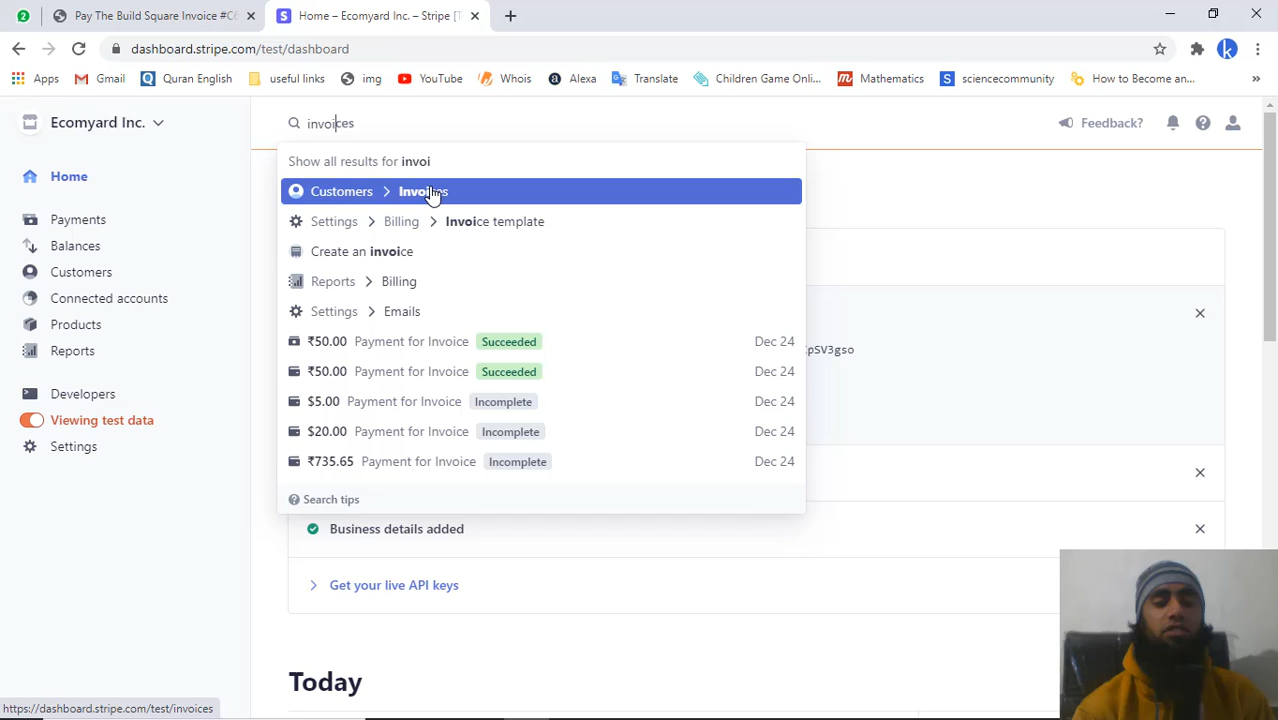 2
Pay The Build Square Invoice #C6
Home – Ecomyard Inc. – Stripe [T
dashboard.stripe.com/test/dashboard
Apps
Gmail
Quran English
useful links
img
YouTube
Whois
Alexa
Translate
Children Game Onli...
Mathematics
sciencecommunity
How to Become an...
»
Ecomyard Inc.
invoices
Feedback?
Home
Payments
Balances
Customers
Connected accounts
Products
Reports
Developers
Viewing test data
Settings
Show all results for invoi
Customers > Invoices
Settings > Billing > Invoice template
Create an invoice
Reports > Billing
Settings > Emails
₹50.00 Payment for Invoice Succeeded Dec 24
₹50.00 Payment for Invoice Succeeded Dec 24
$5.00 Payment for Invoice Incomplete Dec 24
$20.00 Payment for Invoice Incomplete Dec 24
₹735.65 Payment for Invoice Incomplete Dec 24
Search tips
pSV3gso
Business details added
Get your live API keys
Today
https://dashboard.stripe.com/test/invoices